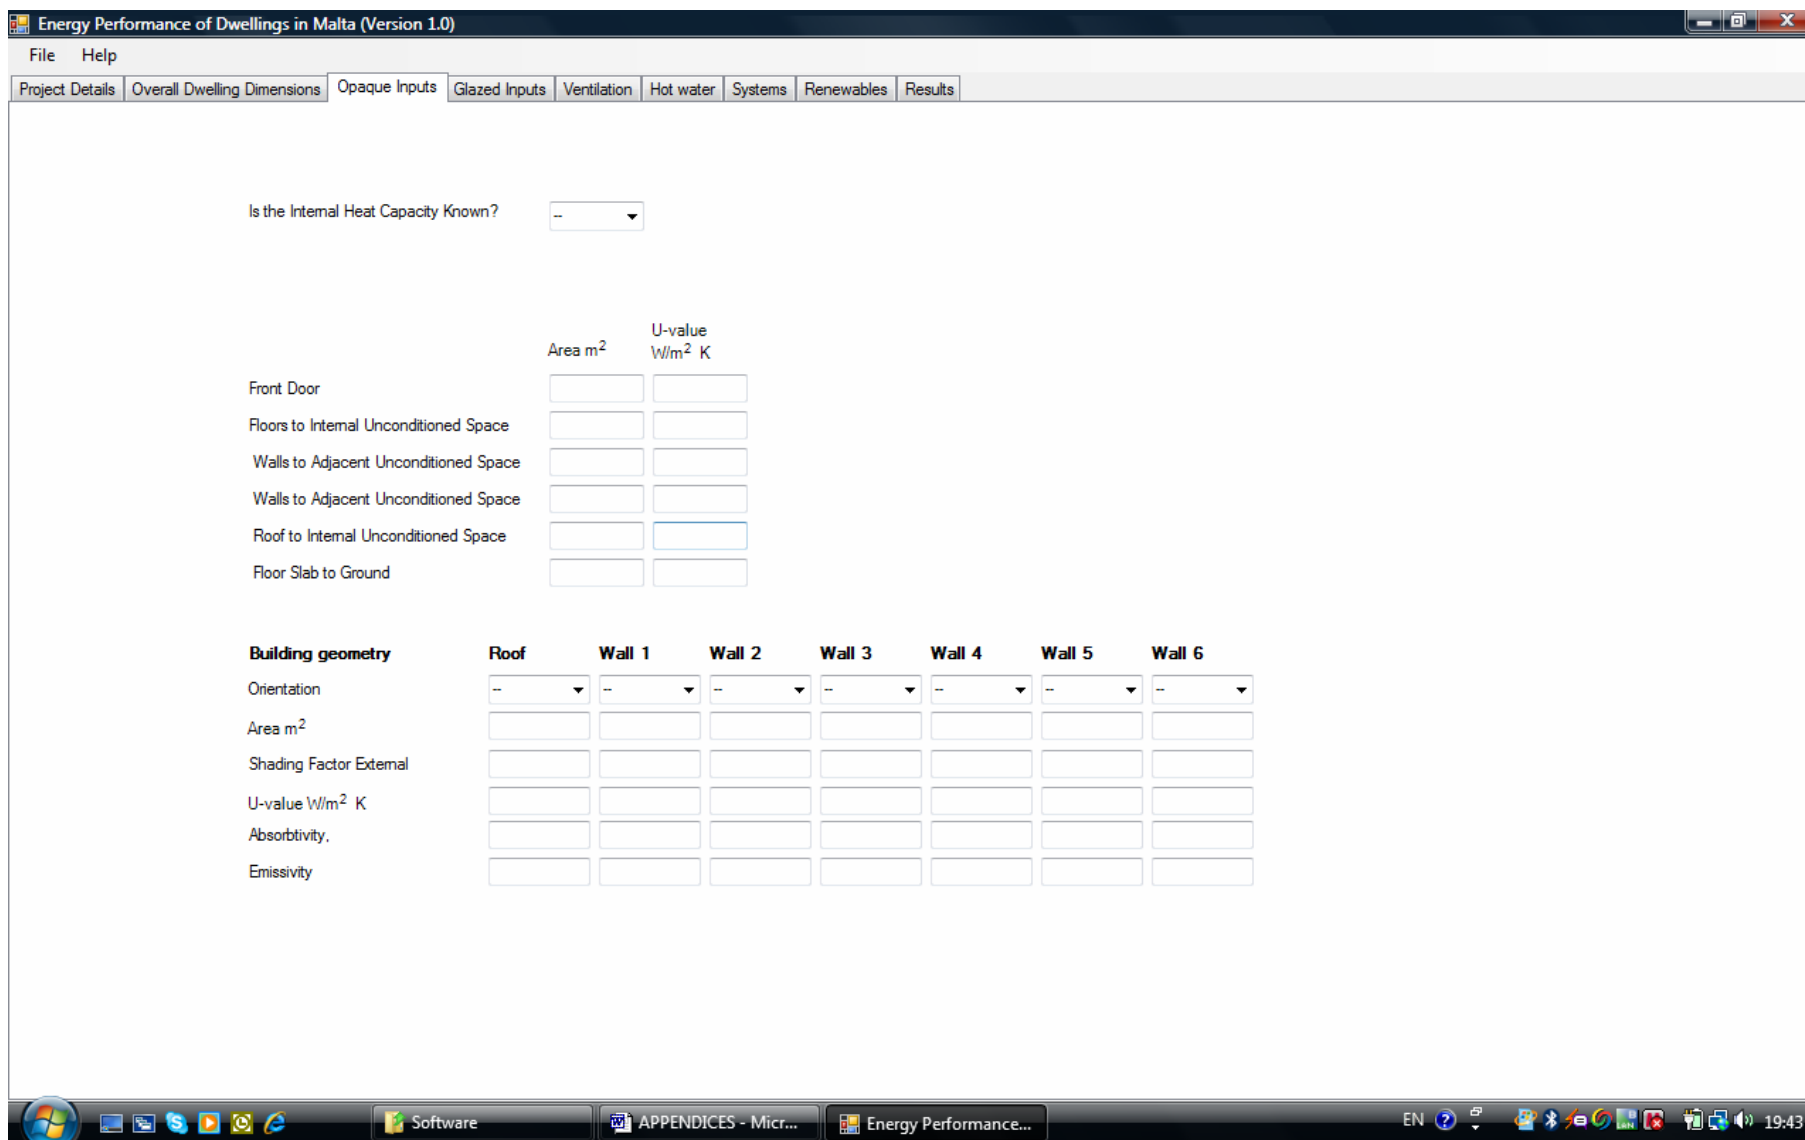 Energy Performance of Dwellings in Malta (Version 1.0)
File Help
Project Details Overall Dwelling Dimensions Opaque Inputs Glazed Inputs Ventilation Hot water Systems Renewables Results
Is the Internal Heat Capacity Known? --
U-value
Area m2 W/m2 K
Front Door
Floors to Internal Unconditioned Space
Walls to Adjacent Unconditioned Space
Walls to Adjacent Unconditioned Space
Roof to Internal Unconditioned Space
Floor Slab to Ground
Building geometry Roof Wall 1 Wall 2 Wall 3 Wall 4 Wall 5 Wall 6
Orientation -- -- -- -- -- -- --
Area m2
Shading Factor External
U-value W/m2 K
Absorbtivity,
Emissivity
Software APPENDICES - Micr... Energy Performance... EN 19:43